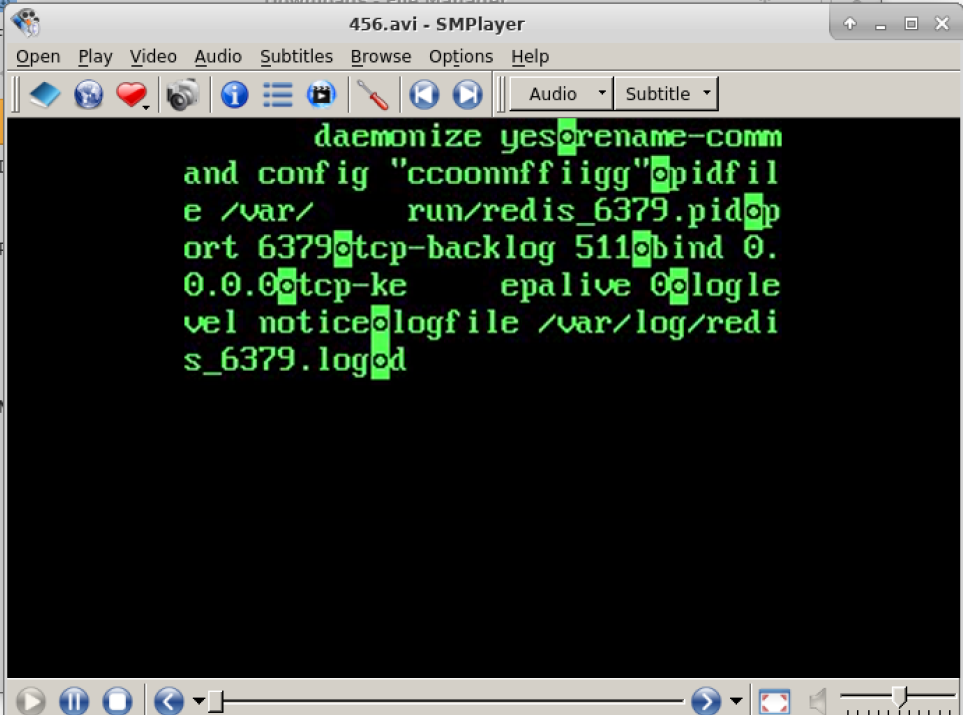 456.avi - SMPlayer
Open Play Video Audio Subtitles Browse Options Help
Audio Subtitle
daemonize yes◙rename-comm
and config "ccoonnffiigg"◙pidfil
e /var/      run/redis_6379.pid◙p
ort 6379◙tcp-backlog 511◙bind 0.
0.0.0◙tcp-ke      epalive 0◙logle
vel notice◙logfile /var/log/redi
s_6379.log◙d